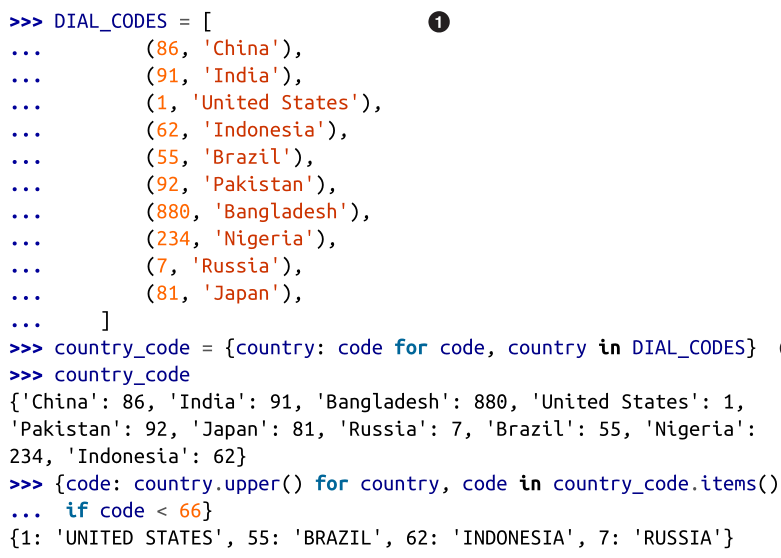 >>> DIAL_CODES = [ ❶
...         (86, 'China'),
...         (91, 'India'),
...         (1, 'United States'),
...         (62, 'Indonesia'),
...         (55, 'Brazil'),
...         (92, 'Pakistan'),
...         (880, 'Bangladesh'),
...         (234, 'Nigeria'),
...         (7, 'Russia'),
...         (81, 'Japan'),
...     ]
>>> country_code = {country: code for code, country in DIAL_CODES}
>>> country_code
{'China': 86, 'India': 91, 'Bangladesh': 880, 'United States': 1,
'Pakistan': 92, 'Japan': 81, 'Russia': 7, 'Brazil': 55, 'Nigeria':
234, 'Indonesia': 62}
>>> {code: country.upper() for country, code in country_code.items()
...  if code < 66}
{1: 'UNITED STATES', 55: 'BRAZIL', 62: 'INDONESIA', 7: 'RUSSIA'}